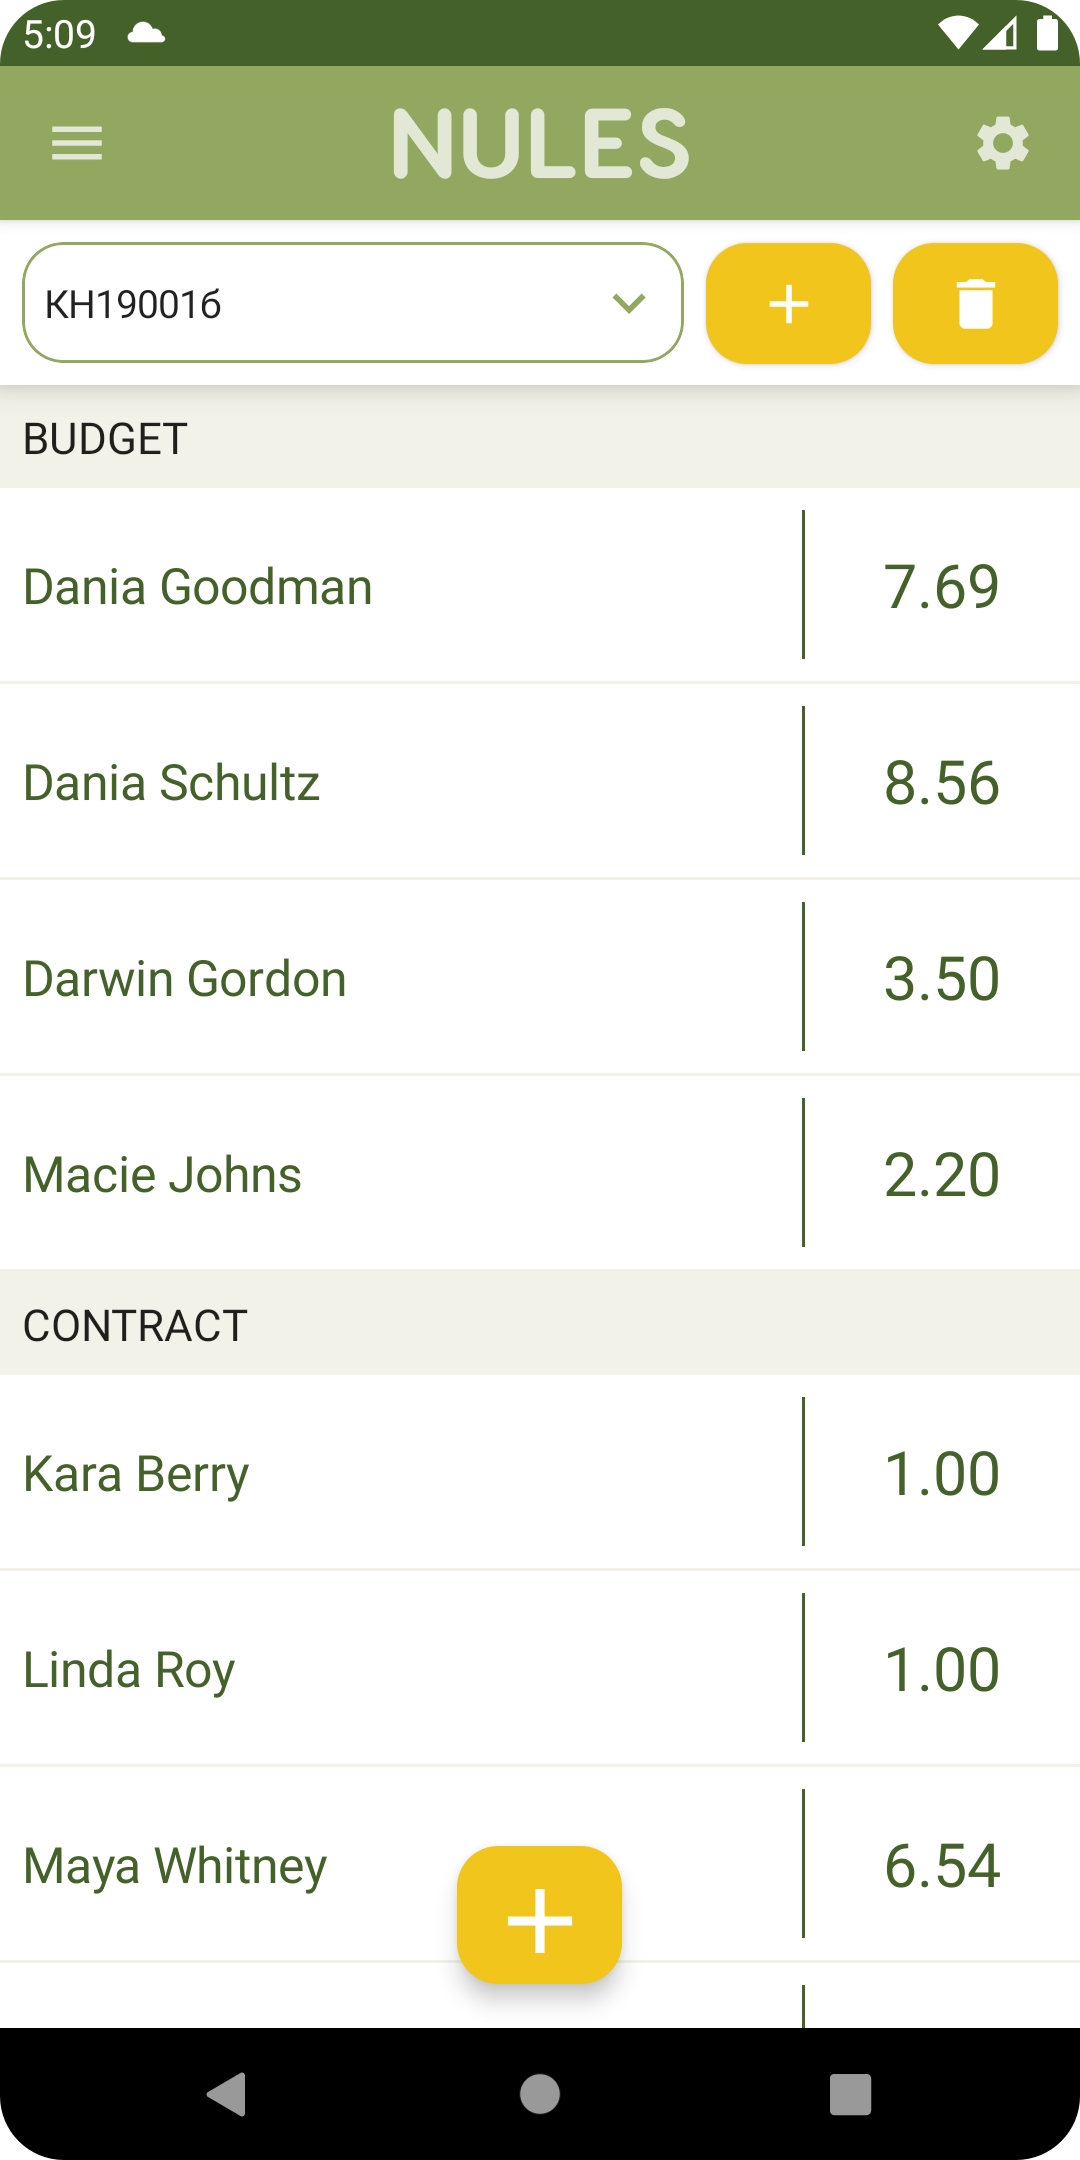 5:09
NULES
КН19001б
BUDGET
Dania Goodman 7.69
Dania Schultz 8.56
Darwin Gordon 3.50
Macie Johns 2.20
CONTRACT
Kara Berry 1.00
Linda Roy 1.00
Maya Whitney 6.54